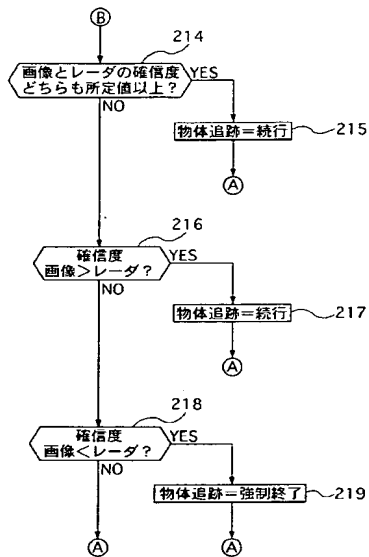 B
214
画像とレーダの確信度
どちらも所定値以上？
YES
NO
物体追跡＝続行
215
A
216
確信度
画像＞レーダ？
YES
NO
物体追跡＝続行
217
A
218
確信度
画像＜レーダ？
YES
NO
物体追跡＝強制終了
219
A
A